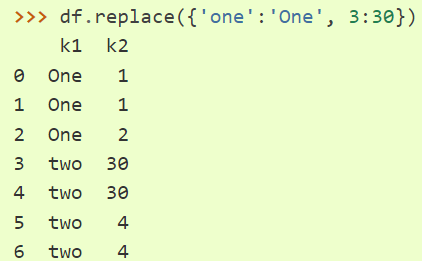 >>> df.replace({'one':'One', 3:30})
    k1  k2
0  One   1
1  One   1
2  One   2
3  two  30
4  two  30
5  two   4
6  two   4